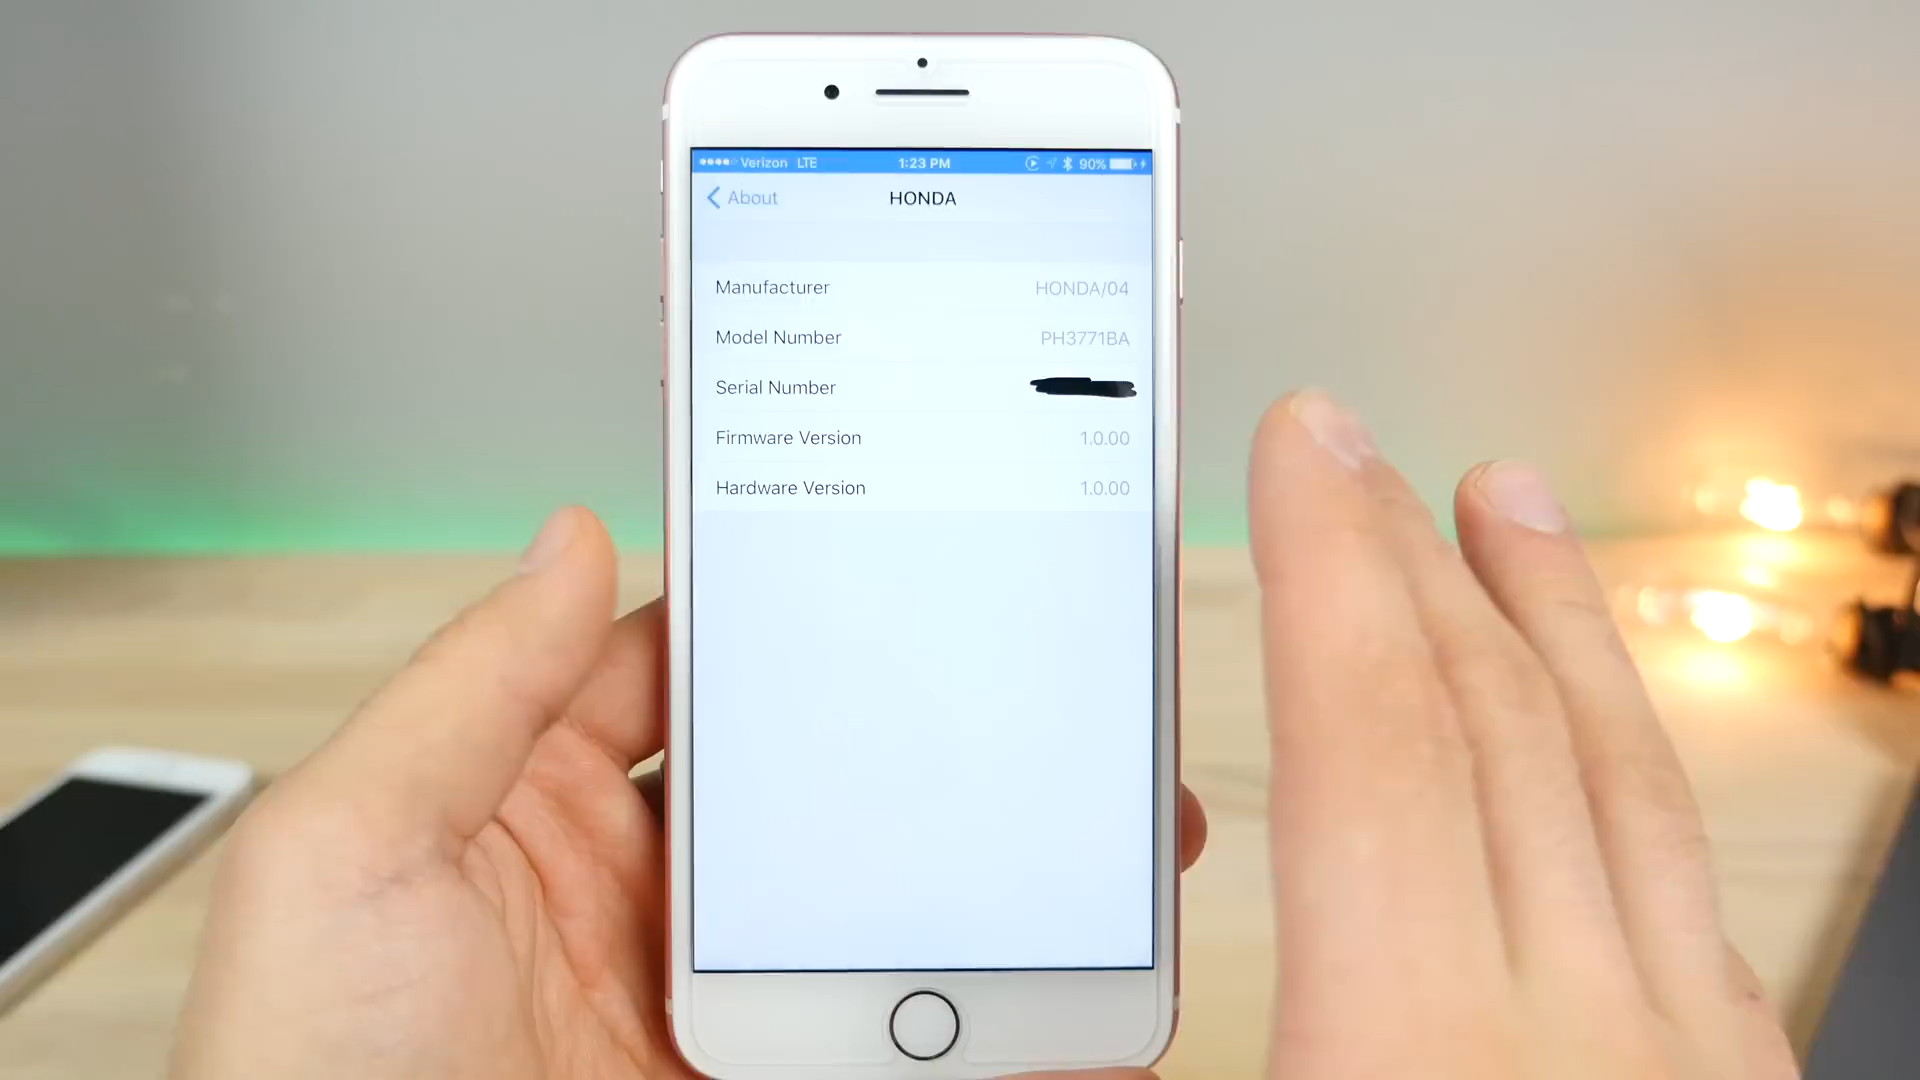 Verizon LTE 1:23 PM 90%
About HONDA
Manufacturer HONDA/04
Model Number PH3771BA
Serial Number
Firmware Version 1.0.00
Hardware Version 1.0.00